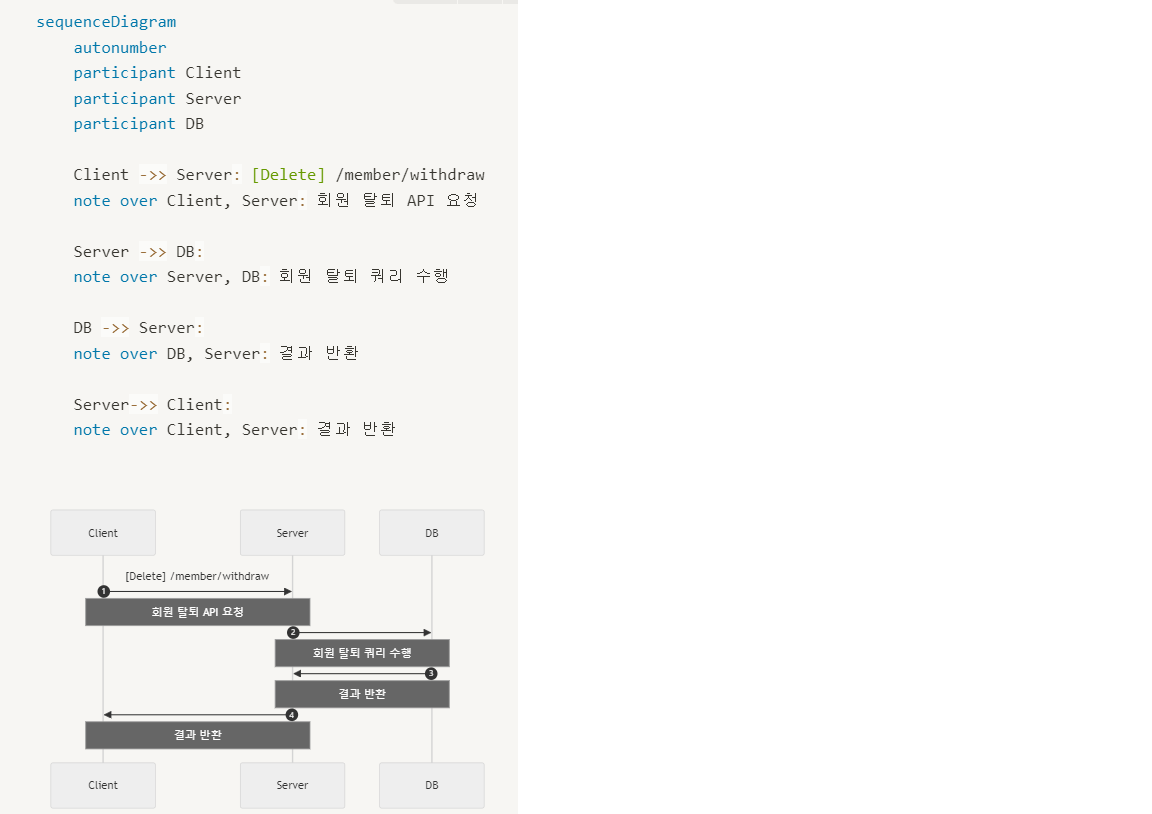 sequenceDiagram
autonumber
participant Client
participant Server
participant DB
Client ->> Server: [Delete] /member/withdraw
note over Client, Server: 회원 탈퇴 API 요청
Server ->> DB:
note over Server, DB: 회원 탈퇴 쿼리 수행
DB ->> Server:
note over DB, Server: 결과 반환
Server->> Client:
note over Client, Server: 결과 반환
Client Server DB
[Delete] /member/withdraw
1
회원 탈퇴 API 요청
2
회원 탈퇴 쿼리 수행
3
결과 반환
4
결과 반환
Client Server DB